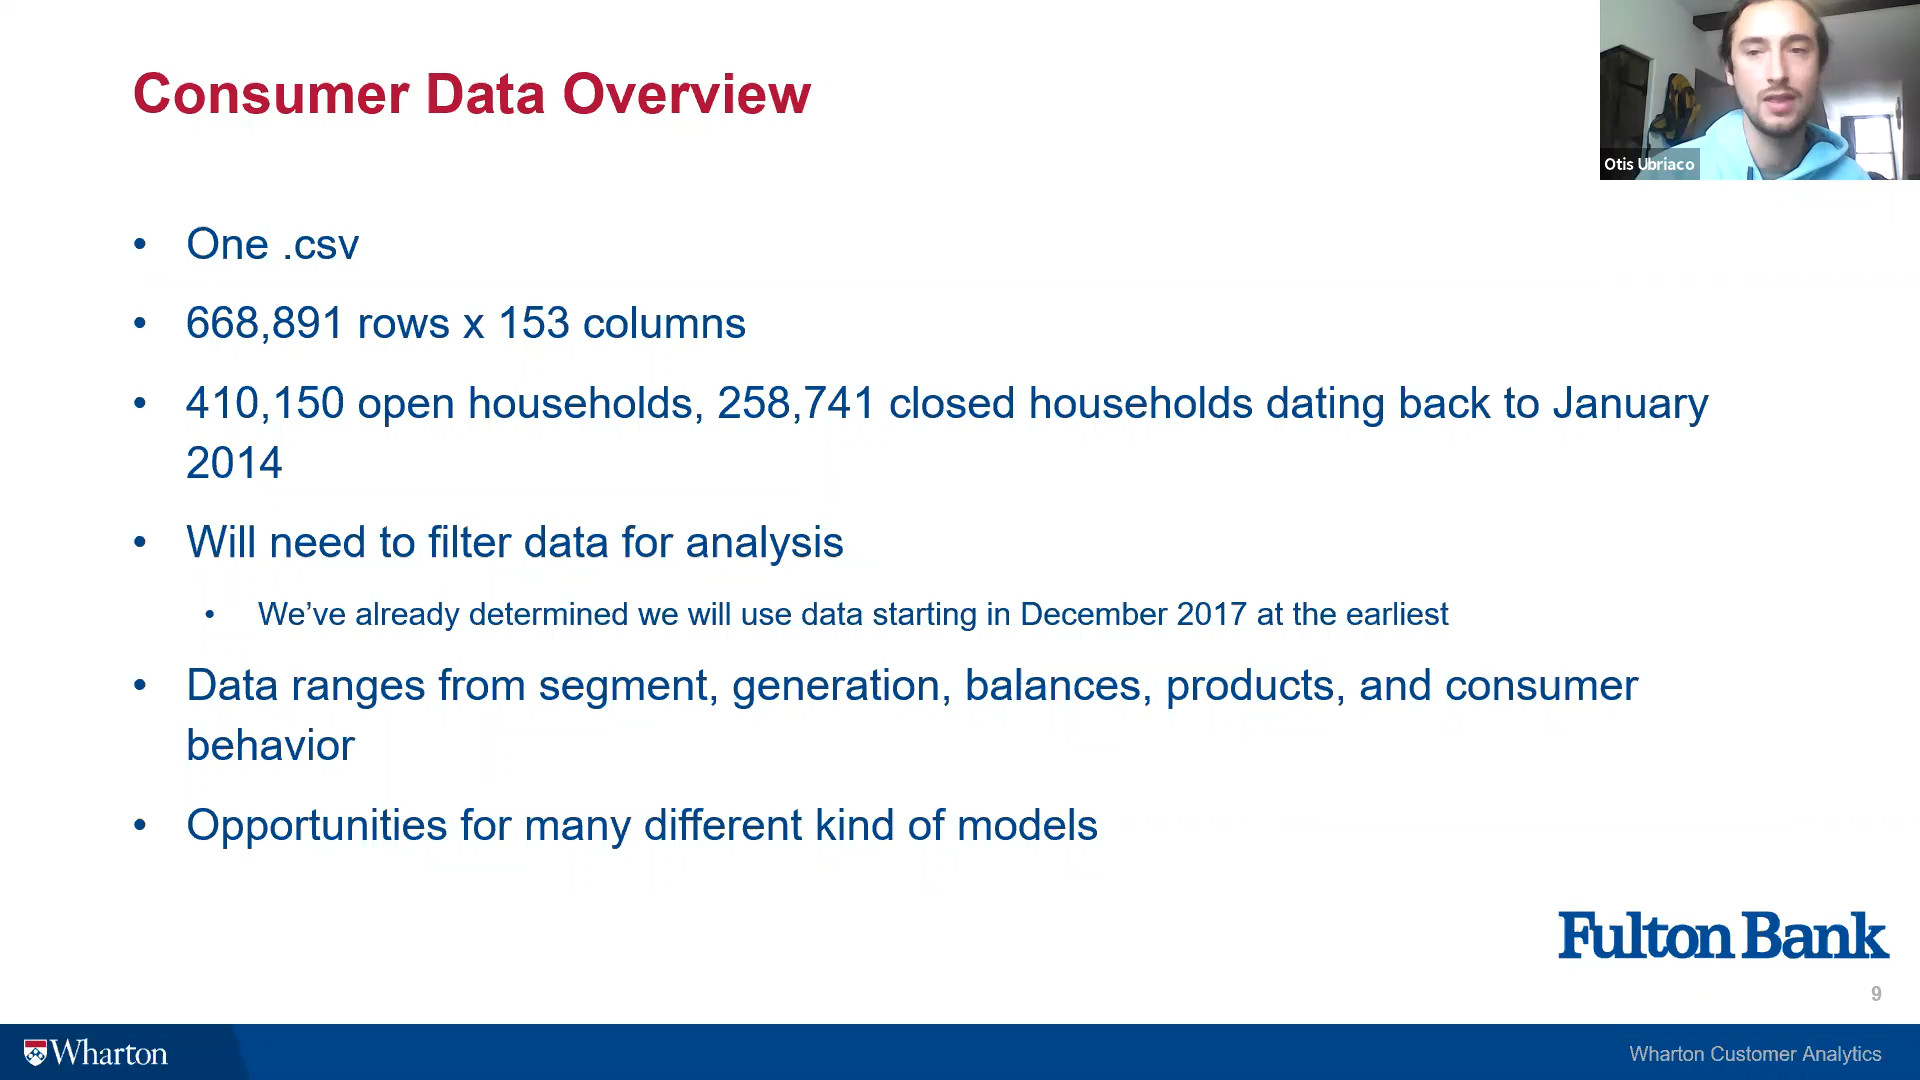 Consumer Data Overview
Otis Ubriaco
• One .csv
• 668,891 rows x 153 columns
• 410,150 open households, 258,741 closed households dating back to January
2014
• Will need to filter data for analysis
• We’ve already determined we will use data starting in December 2017 at the earliest
• Data ranges from segment, generation, balances, products, and consumer
behavior
• Opportunities for many different kind of models
Fulton Bank
9
Wharton
Wharton Customer Analytics